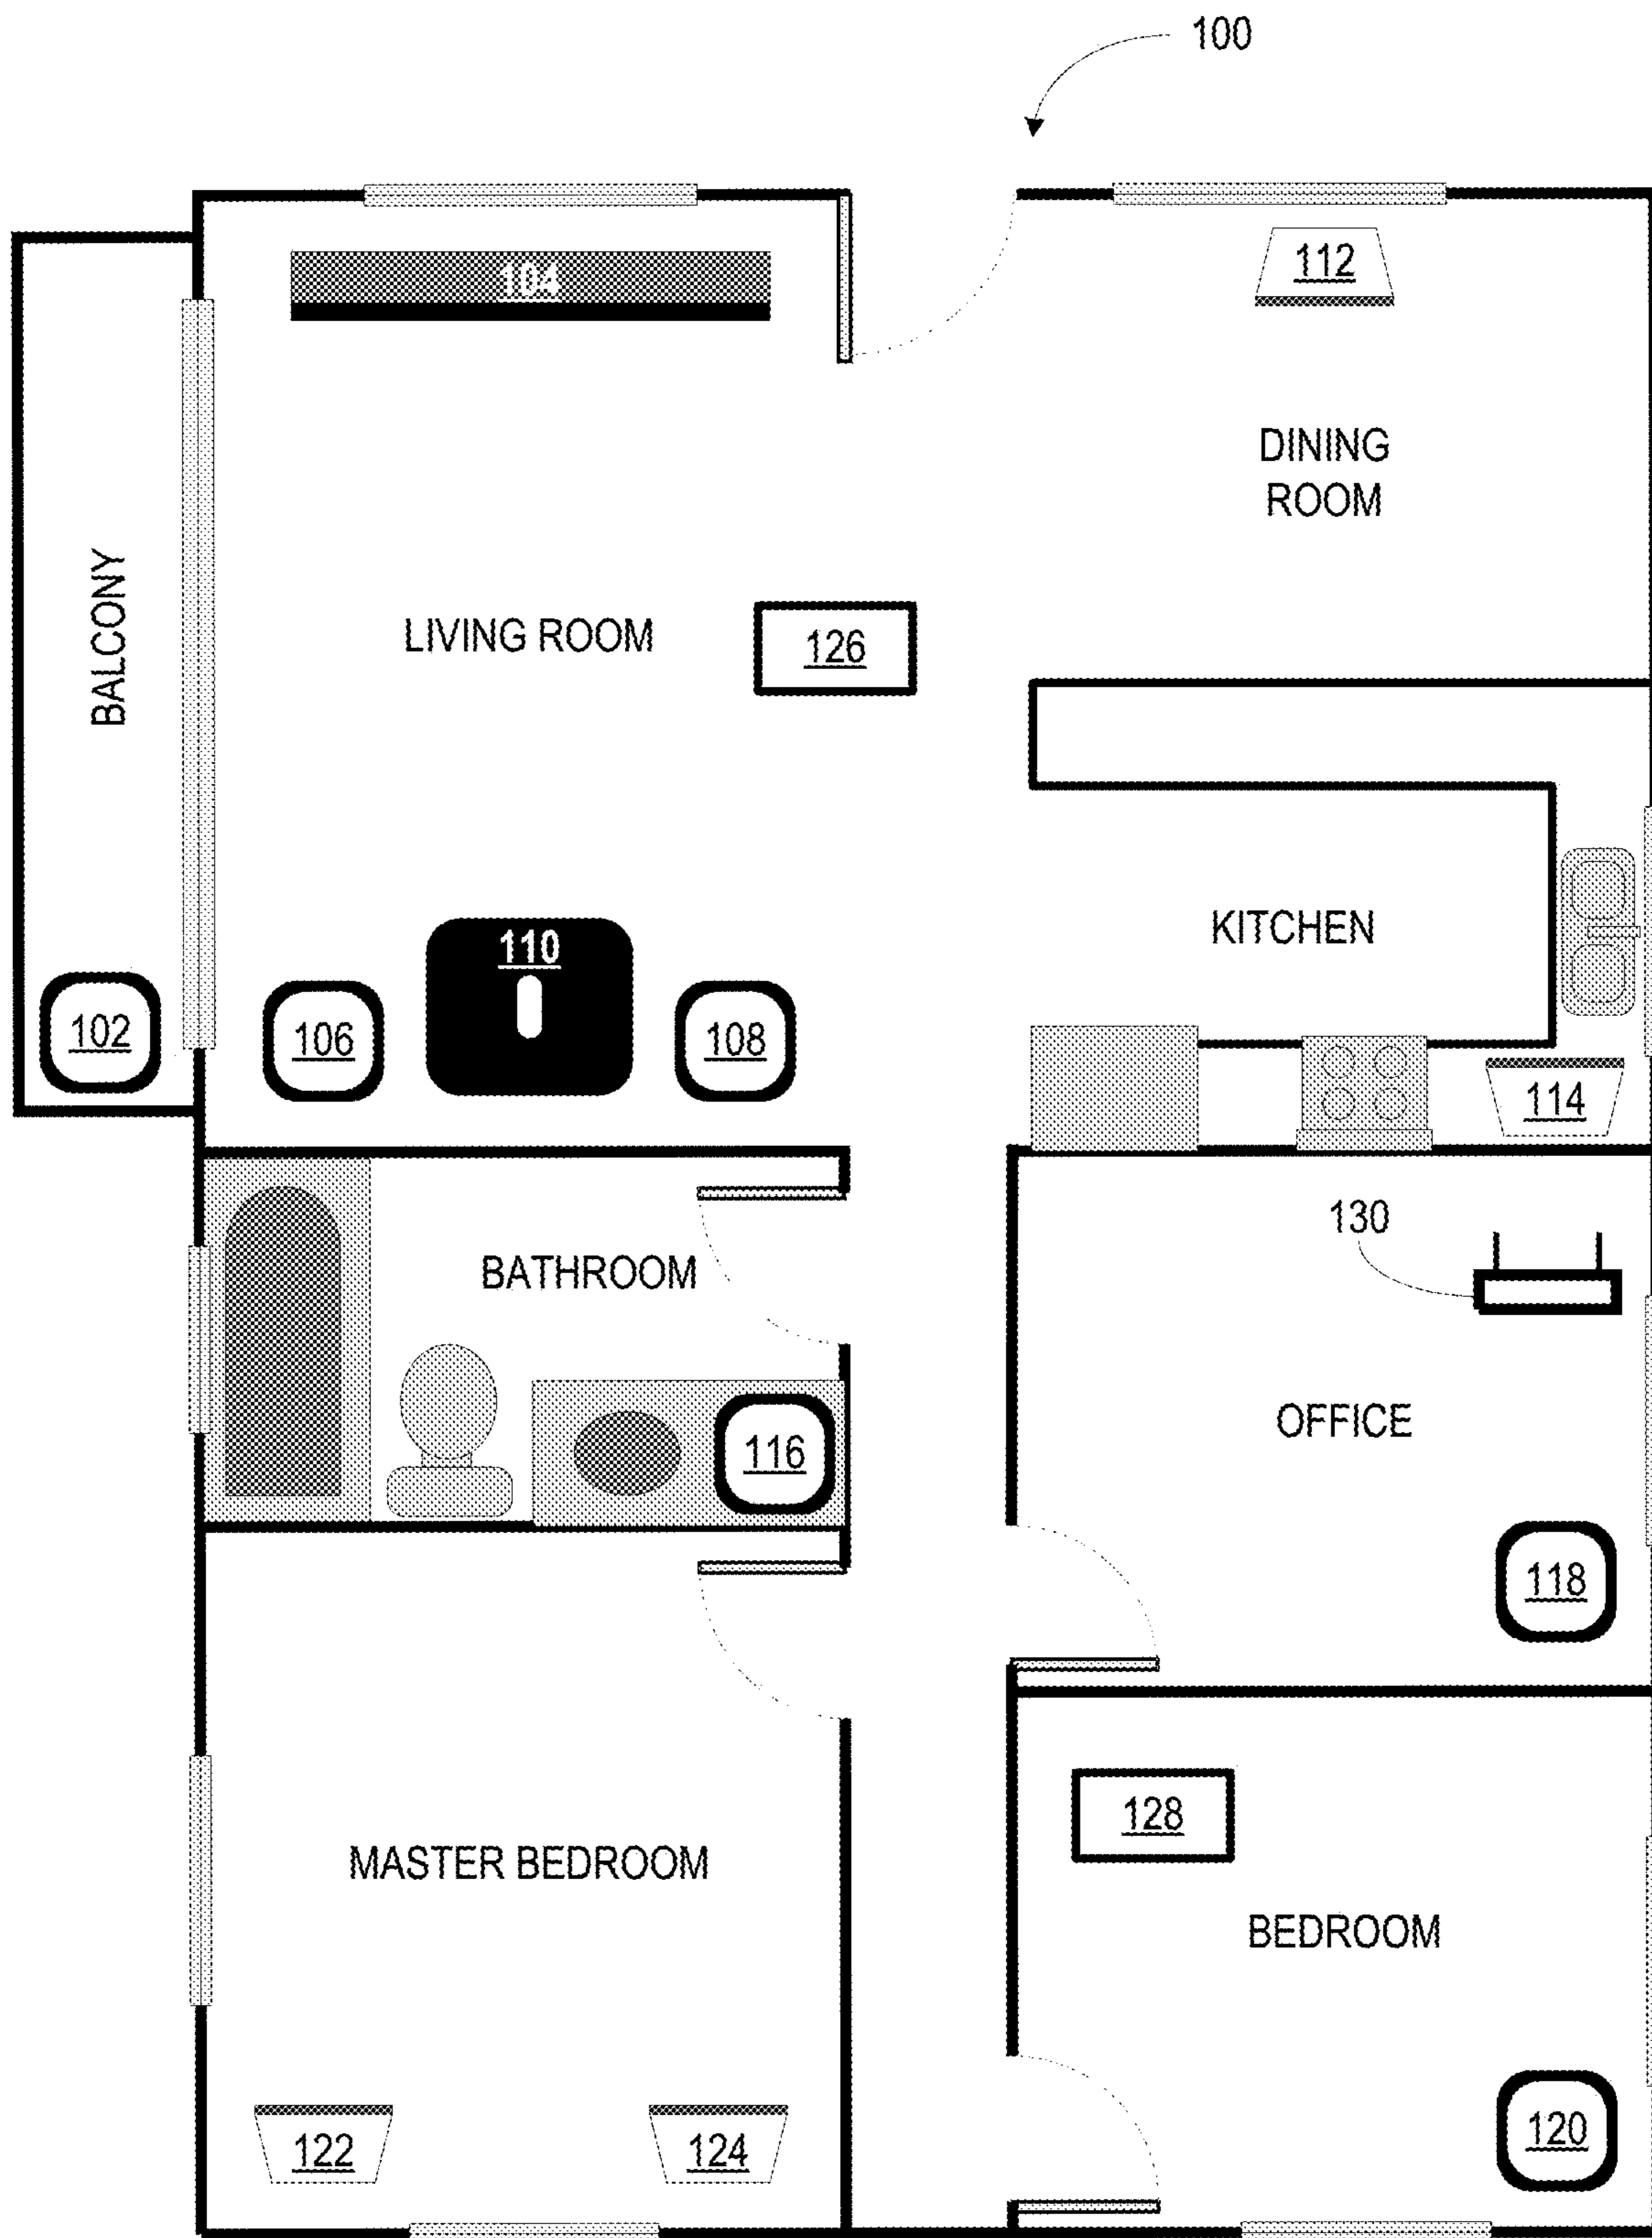 100
104
112
DINING
ROOM
BALCONY
LIVING ROOM
126
KITCHEN
110
102
106
108
114
130
BATHROOM
OFFICE
116
118
128
MASTER BEDROOM
BEDROOM
122
124
120